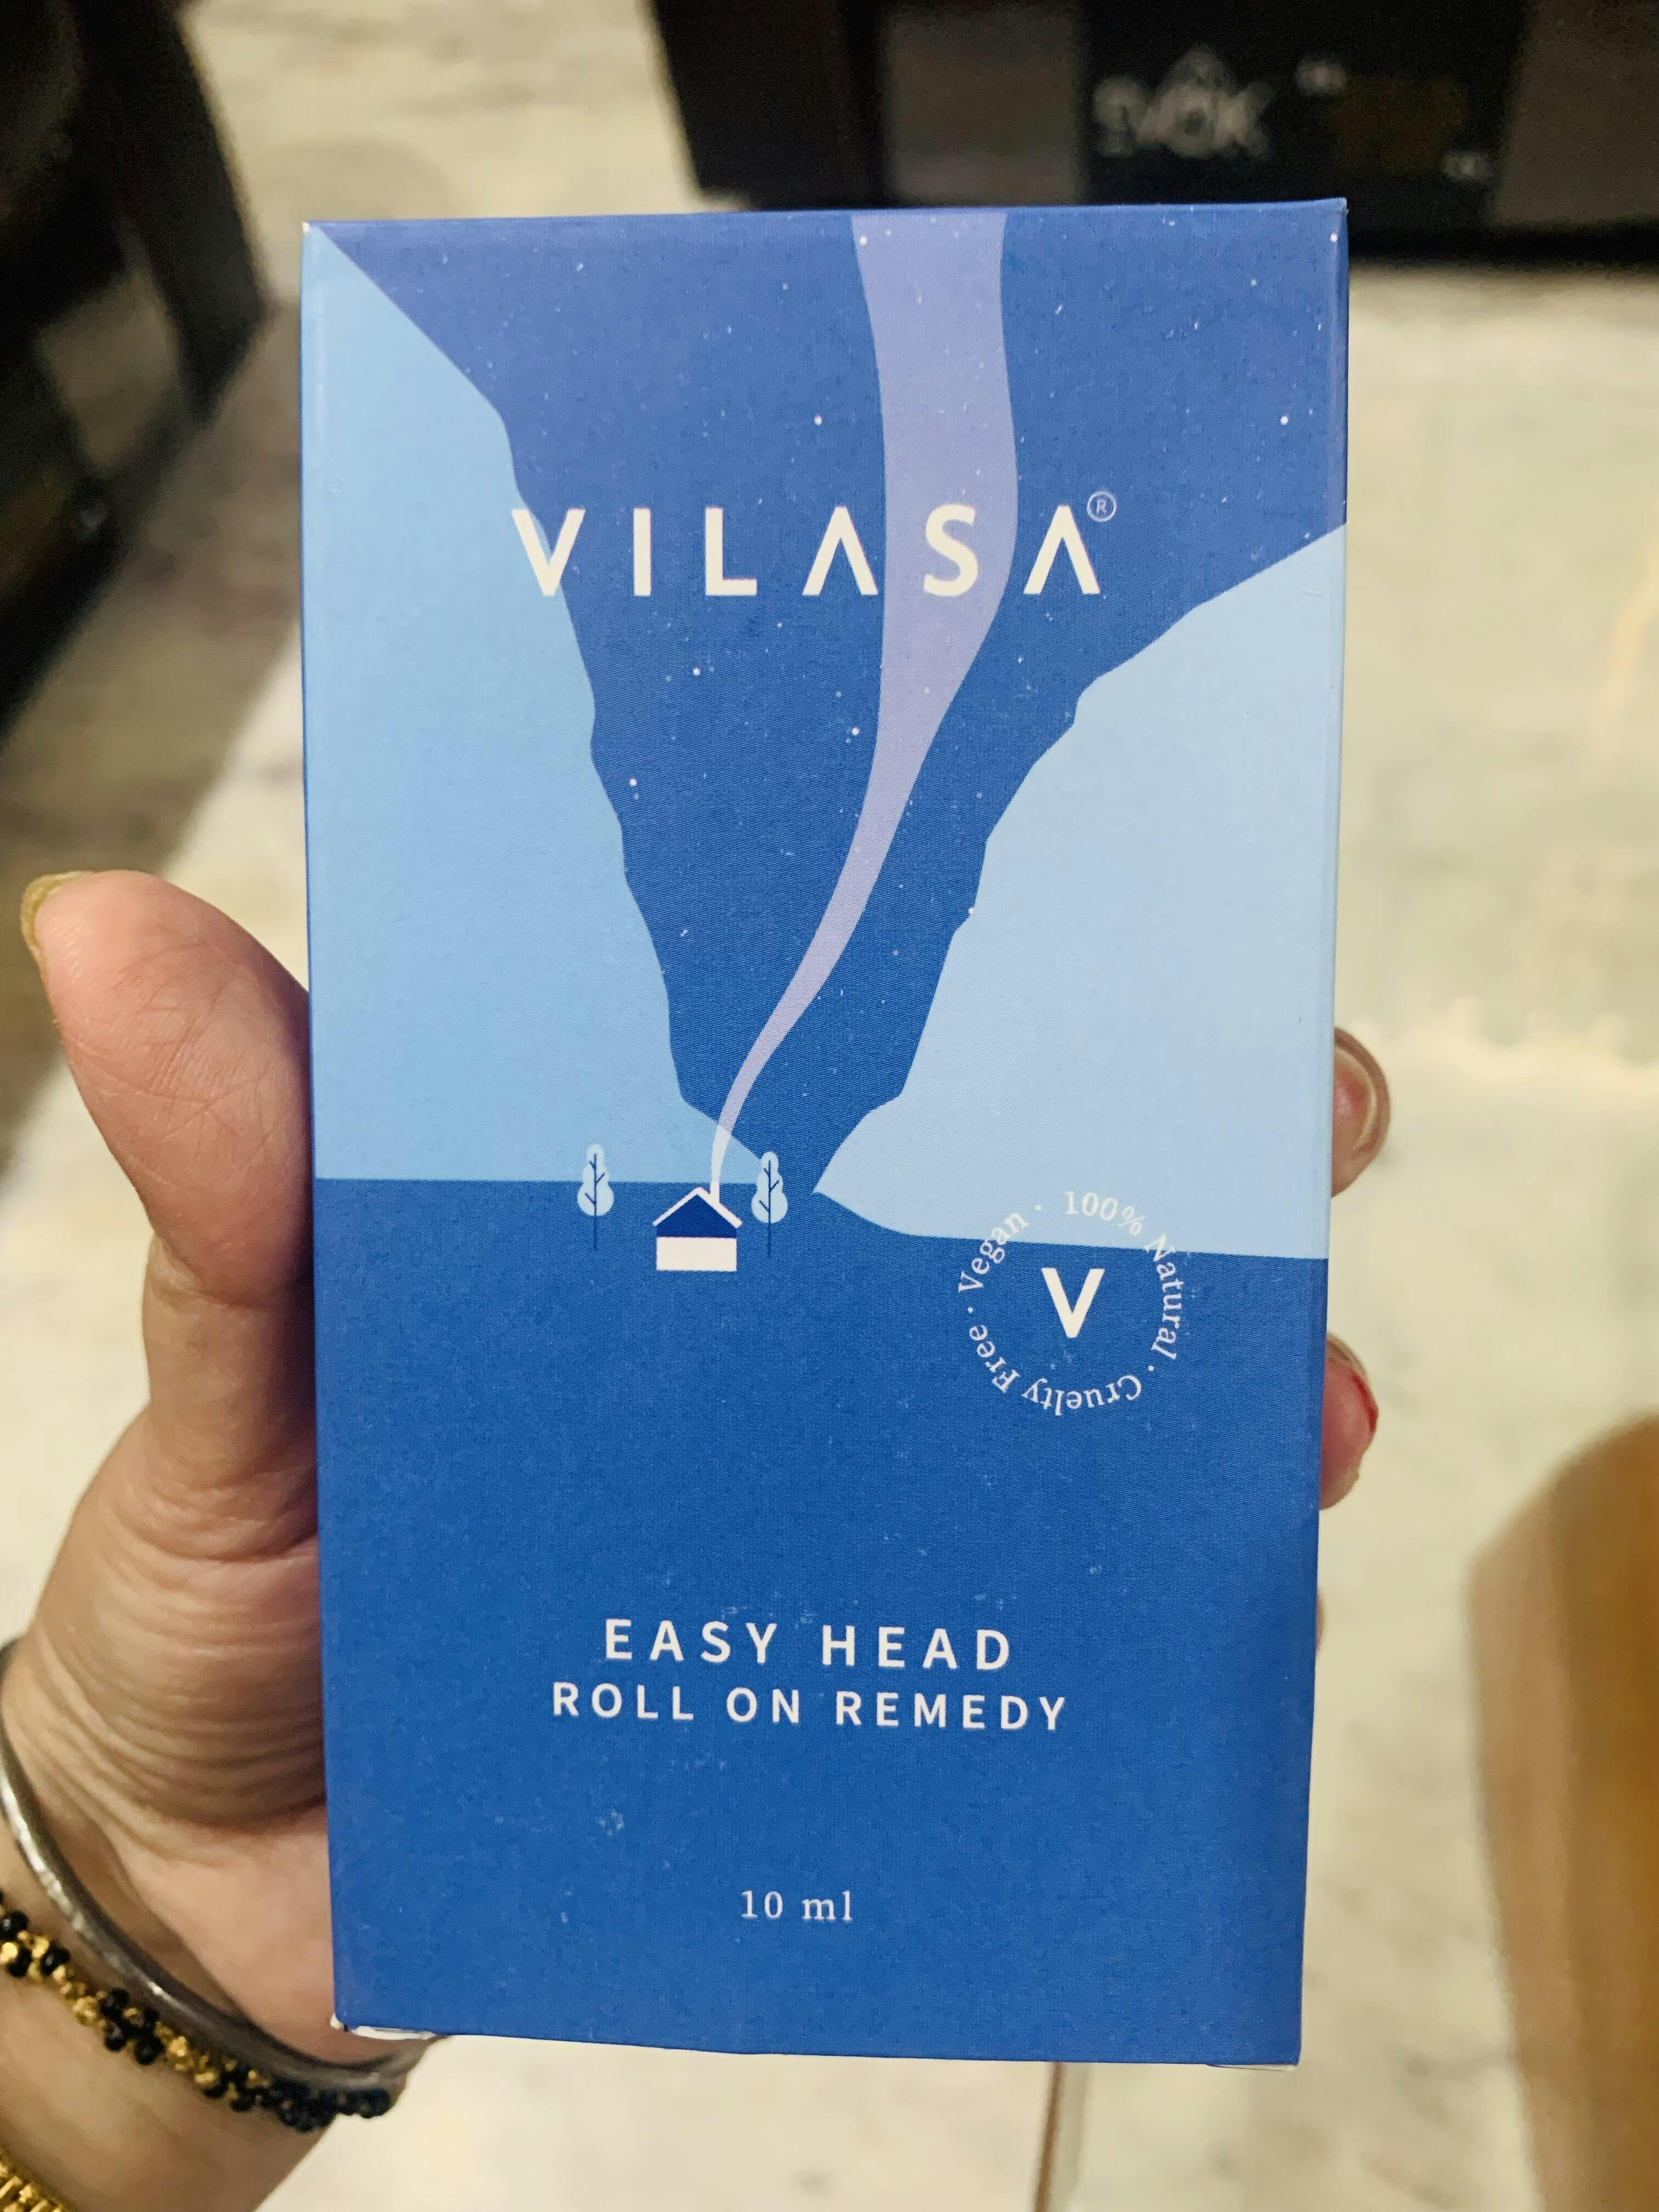 VILASA®
100% Natural · Cruelty Free · Vegan ·
V
EASY HEAD
ROLL ON REMEDY
10 ml